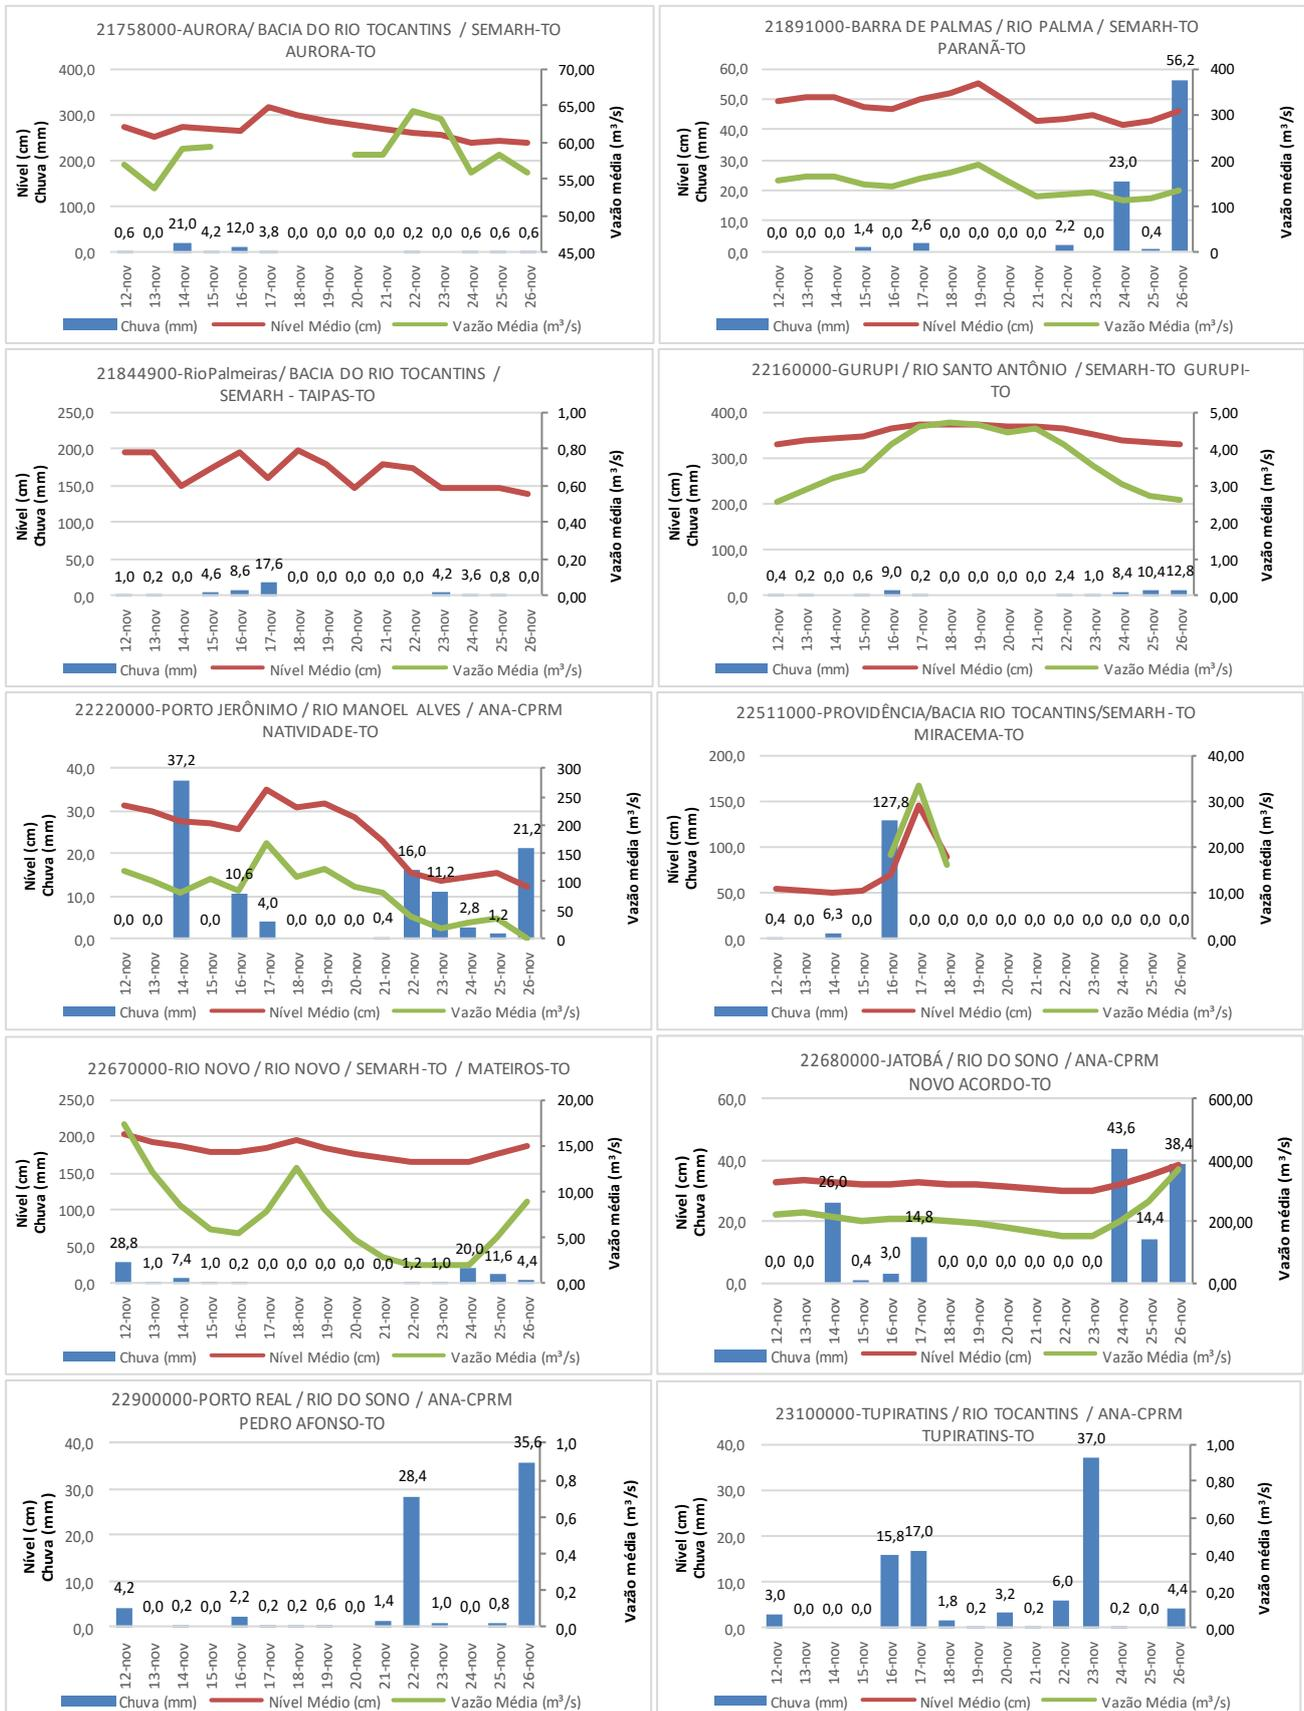 21758000-AURORA/ BACIA DO RIO TOCANTINS / SEMARH-TO
AURORA-TO
400,0
300,0
200,0
100,0
0,0
70,00
65,00
60,00
55,00
50,00
45,00
Nível (cm)
Chuva (mm)
Vazão média (m³/s)
0,6 0,0 21,0 4,2 12,0 3,8 0,0 0,0 0,0 0,0 0,2 0,0 0,6 0,6 0,6
12-nov 13-nov 14-nov 15-nov 16-nov 17-nov 18-nov 19-nov 20-nov 21-nov 22-nov 23-nov 24-nov 25-nov 26-nov
Chuva (mm) Nível Médio (cm) Vazão Média (m³/s)
21891000-BARRA DE PALMAS / RIO PALMA / SEMARH-TO
PARANÃ-TO
60,0
50,0
40,0
30,0
20,0
10,0
0,0
400
300
200
100
0
Nível (cm)
Chuva (mm)
Vazão média (m³/s)
0,0 0,0 0,0 1,4 0,0 2,6 0,0 0,0 0,0 0,0 2,2 0,0 23,0 0,4 56,2
12-nov 13-nov 14-nov 15-nov 16-nov 17-nov 18-nov 19-nov 20-nov 21-nov 22-nov 23-nov 24-nov 25-nov 26-nov
Chuva (mm) Nível Médio (cm) Vazão Média (m³/s)
21844900-RioPalmeiras/ BACIA DO RIO TOCANTINS /
SEMARH - TAIPAS-TO
250,0
200,0
150,0
100,0
50,0
0,0
1,00
0,80
0,60
0,40
0,20
0,00
Nível (cm)
Chuva (mm)
Vazão média (m³/s)
1,0 0,2 0,0 4,6 8,6 17,6 0,0 0,0 0,0 0,0 0,0 4,2 3,6 0,8 0,0
12-nov 13-nov 14-nov 15-nov 16-nov 17-nov 18-nov 19-nov 20-nov 21-nov 22-nov 23-nov 24-nov 25-nov 26-nov
Chuva (mm) Nível Médio (cm) Vazão Média (m³/s)
22160000-GURUPI / RIO SANTO ANTÔNIO / SEMARH-TO GURUPI-
TO
400,0
300,0
200,0
100,0
0,0
5,00
4,00
3,00
2,00
1,00
0,00
Nível (cm)
Chuva (mm)
Vazão média (m³/s)
0,4 0,2 0,0 0,6 9,0 0,2 0,0 0,0 0,0 0,0 2,4 1,0 8,4 10,4 12,8
12-nov 13-nov 14-nov 15-nov 16-nov 17-nov 18-nov 19-nov 20-nov 21-nov 22-nov 23-nov 24-nov 25-nov 26-nov
Chuva (mm) Nível Médio (cm) Vazão Média (m³/s)
22220000-PORTO JERÔNIMO / RIO MANOEL ALVES / ANA-CPRM
NATIVIDADE-TO
40,0
30,0
20,0
10,0
0,0
300
250
200
150
100
50
0
Nível (cm)
Chuva (mm)
Vazão média (m³/s)
0,0 0,0 37,2 0,0 10,6 4,0 0,0 0,0 0,0 0,4 16,0 11,2 2,8 1,2 21,2
12-nov 13-nov 14-nov 15-nov 16-nov 17-nov 18-nov 19-nov 20-nov 21-nov 22-nov 23-nov 24-nov 25-nov 26-nov
Chuva (mm) Nível Médio (cm) Vazão Média (m³/s)
22511000-PROVIDÊNCIA/BACIA RIO TOCANTINS/SEMARH-TO
MIRACEMA-TO
200,0
150,0
100,0
50,0
0,0
40,00
30,00
20,00
10,00
0,00
Nível (cm)
Chuva (mm)
Vazão média (m³/s)
0,4 0,0 6,3 0,0 127,8 0,0 0,0 0,0 0,0 0,0 0,0 0,0 0,0 0,0 0,0
12-nov 13-nov 14-nov 15-nov 16-nov 17-nov 18-nov 19-nov 20-nov 21-nov 22-nov 23-nov 24-nov 25-nov 26-nov
Chuva (mm) Nível Médio (cm) Vazão Média (m³/s)
22670000-RIO NOVO / RIO NOVO / SEMARH-TO / MATEIROS-TO
250,0
200,0
150,0
100,0
50,0
0,0
20,00
15,00
10,00
5,00
0,00
Nível (cm)
Chuva (mm)
Vazão média (m³/s)
28,8 1,0 7,4 1,0 0,2 0,0 0,0 0,0 0,0 0,0 1,2 1,0 20,0 11,6 4,4
12-nov 13-nov 14-nov 15-nov 16-nov 17-nov 18-nov 19-nov 20-nov 21-nov 22-nov 23-nov 24-nov 25-nov 26-nov
Chuva (mm) Nível Médio (cm) Vazão Média (m³/s)
22680000-JATOBÁ / RIO DO SONO / ANA-CPRM
NOVO ACORDO-TO
60,0
40,0
20,0
0,0
600,00
400,00
200,00
0,00
Nível (cm)
Chuva (mm)
Vazão média (m³/s)
0,0 0,0 26,0 0,4 3,0 14,8 0,0 0,0 0,0 0,0 0,0 0,0 43,6 14,4 38,4
12-nov 13-nov 14-nov 15-nov 16-nov 17-nov 18-nov 19-nov 20-nov 21-nov 22-nov 23-nov 24-nov 25-nov 26-nov
Chuva (mm) Nível Médio (cm) Vazão Média (m³/s)
22900000-PORTO REAL / RIO DO SONO / ANA-CPRM
PEDRO AFONSO-TO
40,0
30,0
20,0
10,0
0,0
1,0
0,8
0,6
0,4
0,2
0,0
Nível (cm)
Chuva (mm)
Vazão média (m³/s)
4,2 0,0 0,2 0,0 2,2 0,2 0,2 0,6 0,0 1,4 28,4 1,0 0,0 0,8 35,6
12-nov 13-nov 14-nov 15-nov 16-nov 17-nov 18-nov 19-nov 20-nov 21-nov 22-nov 23-nov 24-nov 25-nov 26-nov
Chuva (mm) Nível Médio (cm) Vazão Média (m³/s)
23100000-TUPIRATINS / RIO TOCANTINS / ANA-CPRM
TUPIRATINS-TO
40,0
30,0
20,0
10,0
0,0
1,00
0,80
0,60
0,40
0,20
0,00
Nível (cm)
Chuva (mm)
Vazão média (m³/s)
3,0 0,0 0,0 0,0 15,8 17,0 1,8 0,2 3,2 0,2 6,0 37,0 0,2 0,0 4,4
12-nov 13-nov 14-nov 15-nov 16-nov 17-nov 18-nov 19-nov 20-nov 21-nov 22-nov 23-nov 24-nov 25-nov 26-nov
Chuva (mm) Nível Médio (cm) Vazão Média (m³/s)